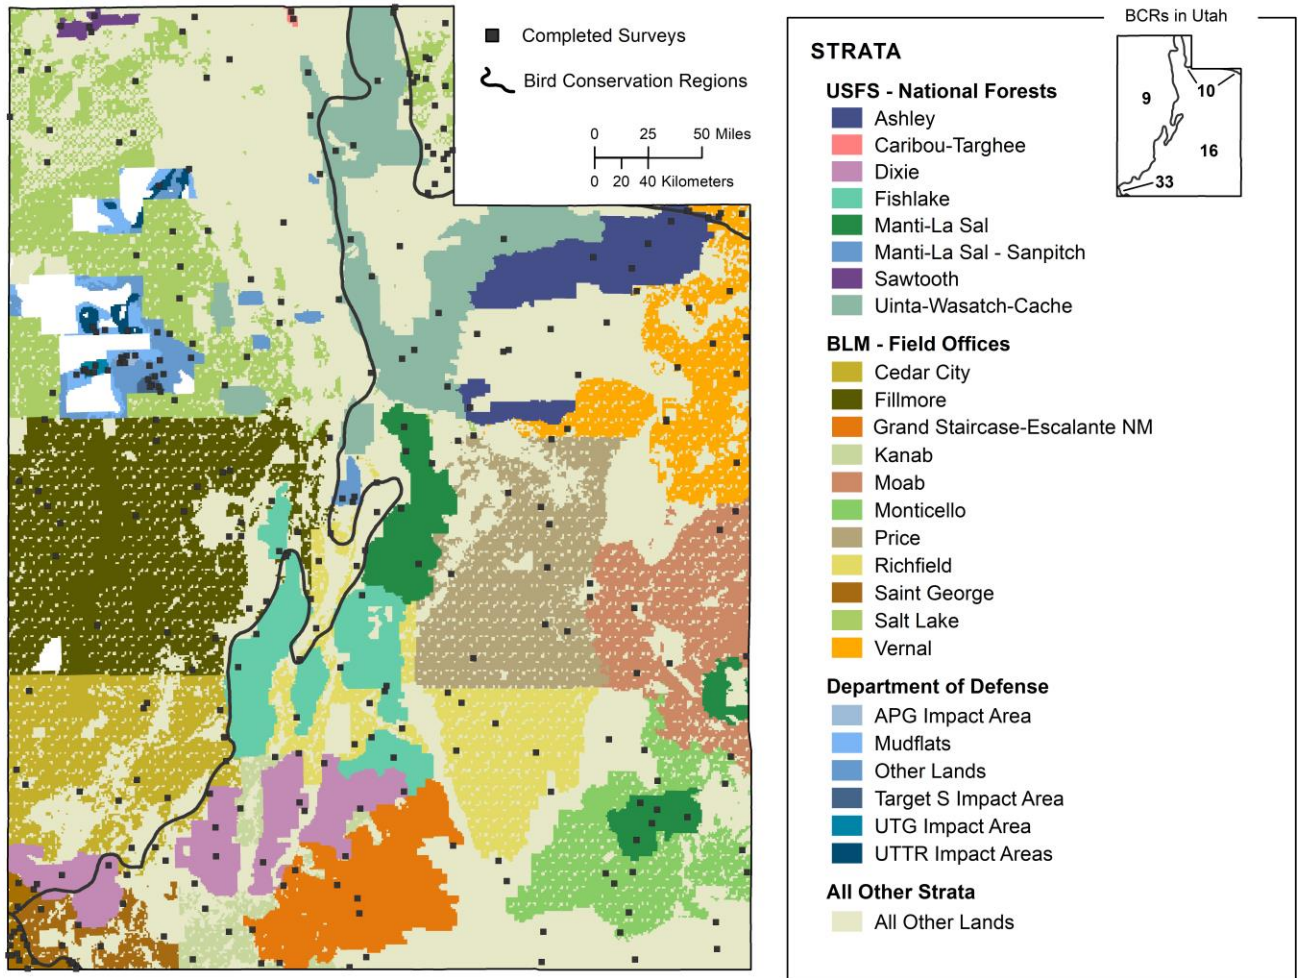 Completed Surveys
Bird Conservation Regions
0 25 50 Miles
0 20 40 Kilometers
BCRs in Utah
9
10
16
33
STRATA
USFS - National Forests
Ashley
Caribou-Targhee
Dixie
Fishlake
Manti-La Sal
Manti-La Sal - Sanpitch
Sawtooth
Uinta-Wasatch-Cache
BLM - Field Offices
Cedar City
Fillmore
Grand Staircase-Escalante NM
Kanab
Moab
Monticello
Price
Richfield
Saint George
Salt Lake
Vernal
Department of Defense
APG Impact Area
Mudflats
Other Lands
Target S Impact Area
UTG Impact Area
UTTR Impact Areas
All Other Strata
All Other Lands